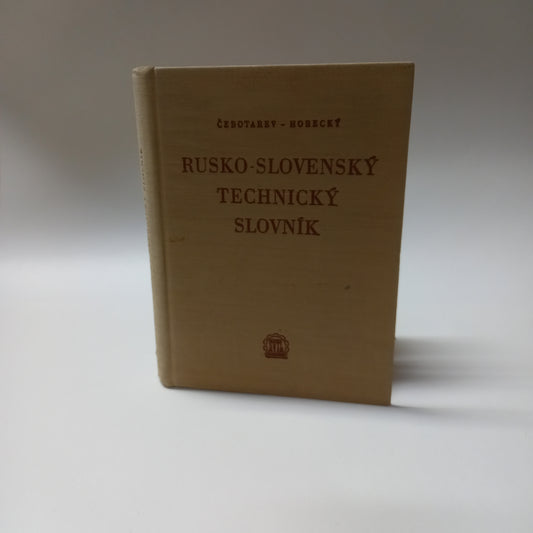 ČEBOTAREV – HORECKÝ
RUSKO-SLOVENSKÝ
TECHNICKÝ
SLOVNÍK